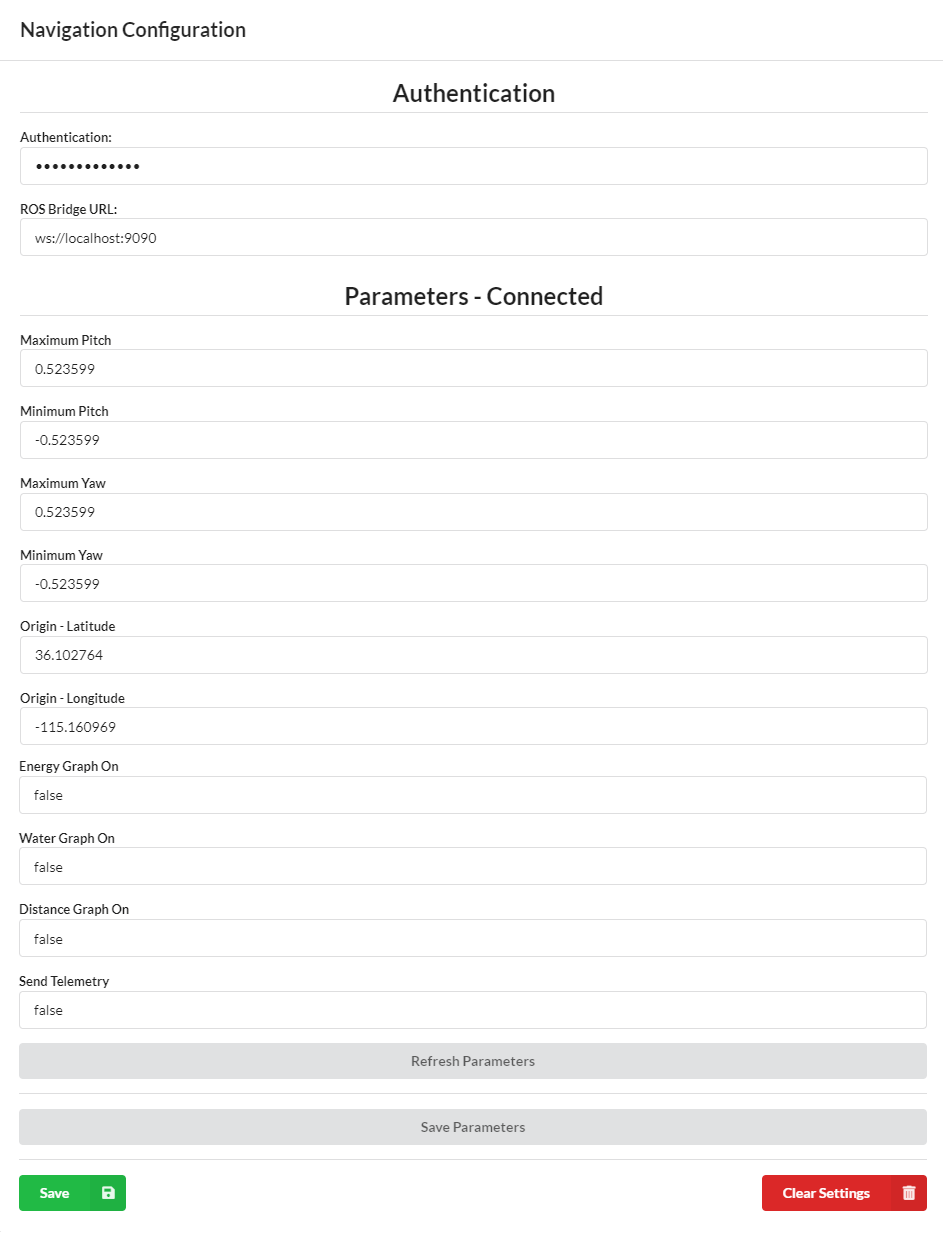 Navigation Configuration
Authentication
Authentication:
•••••••••••••
ROS Bridge URL:
ws://localhost:9090
Parameters - Connected
Maximum Pitch
0.523599
Minimum Pitch
-0.523599
Maximum Yaw
0.523599
Minimum Yaw
-0.523599
Origin - Latitude
36.102764
Origin - Longitude
-115.160969
Energy Graph On
false
Water Graph On
false
Distance Graph On
false
Send Telemetry
false
Refresh Parameters
Save Parameters
Save
Clear Settings